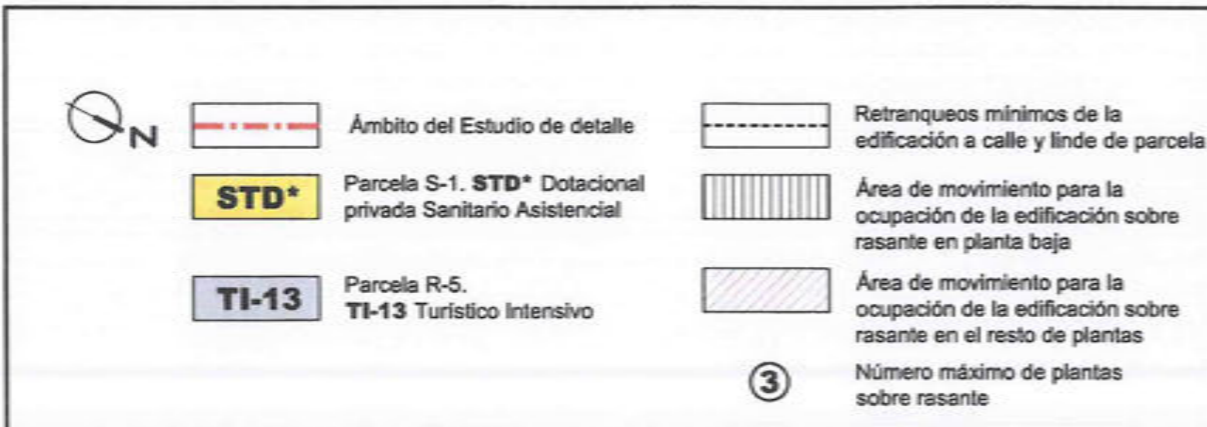 N
Ámbito del Estudio de detalle
STD*
Parcela S-1. STD* Dotacional
privada Sanitario Asistencial
TI-13
Parcela R-5.
TI-13 Turístico Intensivo
Retranqueos mínimos de la
edificación a calle y linde de parcela
Área de movimiento para la
ocupación de la edificación sobre
rasante en planta baja
Área de movimiento para la
ocupación de la edificación sobre
rasante en el resto de plantas
3
Número máximo de plantas
sobre rasante